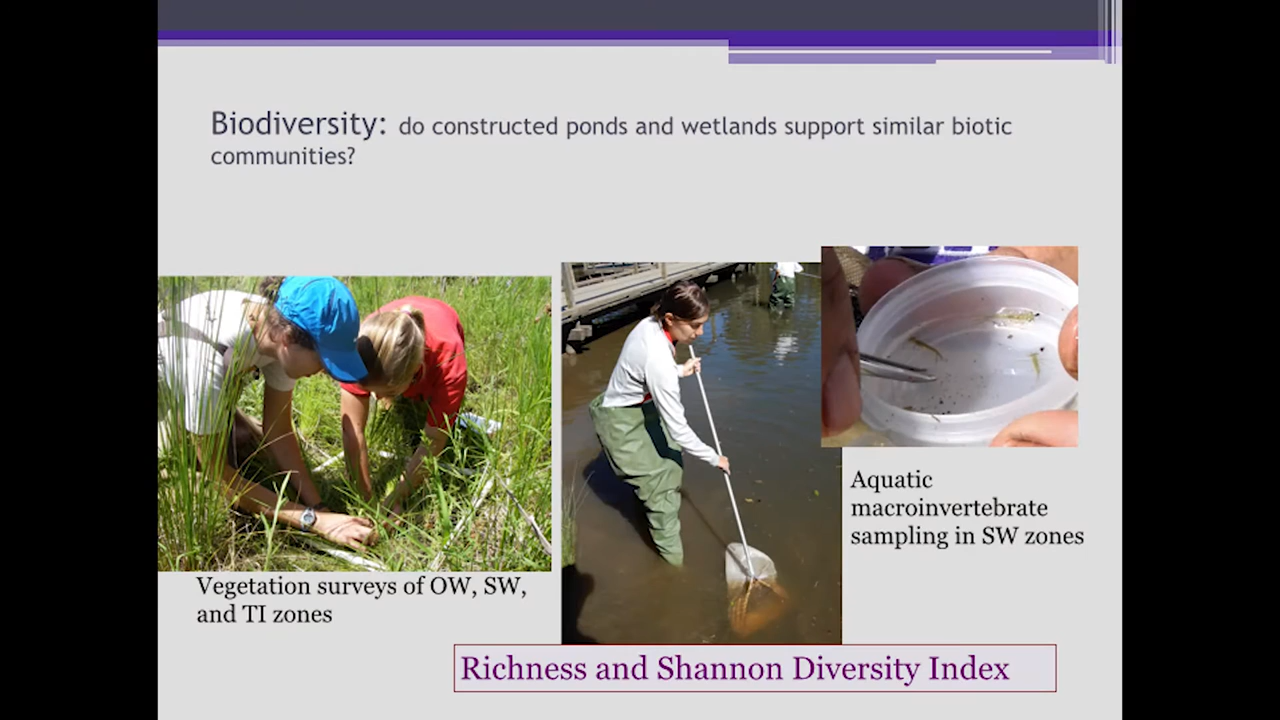 Biodiversity: do constructed ponds and wetlands support similar biotic
communities?
Aquatic
macroinvertebrate
sampling in SW zones
Vegetation surveys of OW, SW,
and TI zones
Richness and Shannon Diversity Index